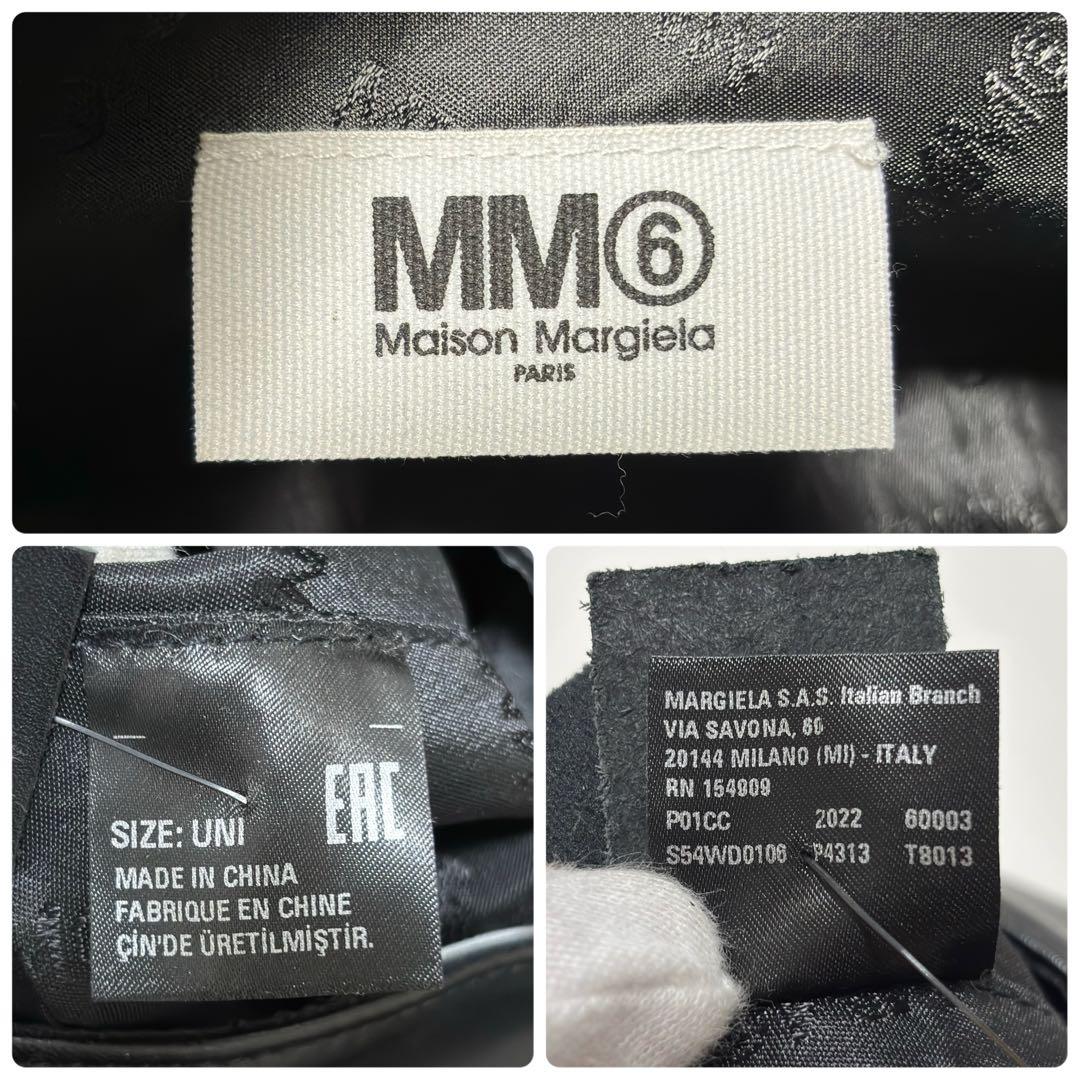 MM⑥
Maison Margiela
PARIS
EAC
SIZE: UNI
MADE IN CHINA
FABRIQUE EN CHINE
ÇİN'DE ÜRETİLMİŞTİR.
MARGIELA S.A.S. Italian Branch
VIA SAVONA,
20144 MILANO (MI) - ITALY
RN 154909
P01CC 2022 60003
S54WD0106 P4313 T8013